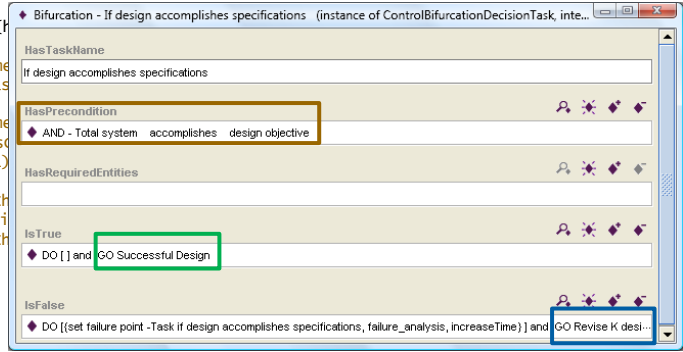 Bifurcation - If design accomplishes specifications (instance of ControlBifurcationDecisionTask, inte...
HasTaskName
If design accomplishes specifications
HasPrecondition
AND - Total system accomplishes design objective
HasRequiredEntities
IsTrue
DO [ ] and GO Successful Design
IsFalse
DO [{set failure point -Task if design accomplishes specifications, failure_analysis, increaseTime} ] and GO Revise K desi...